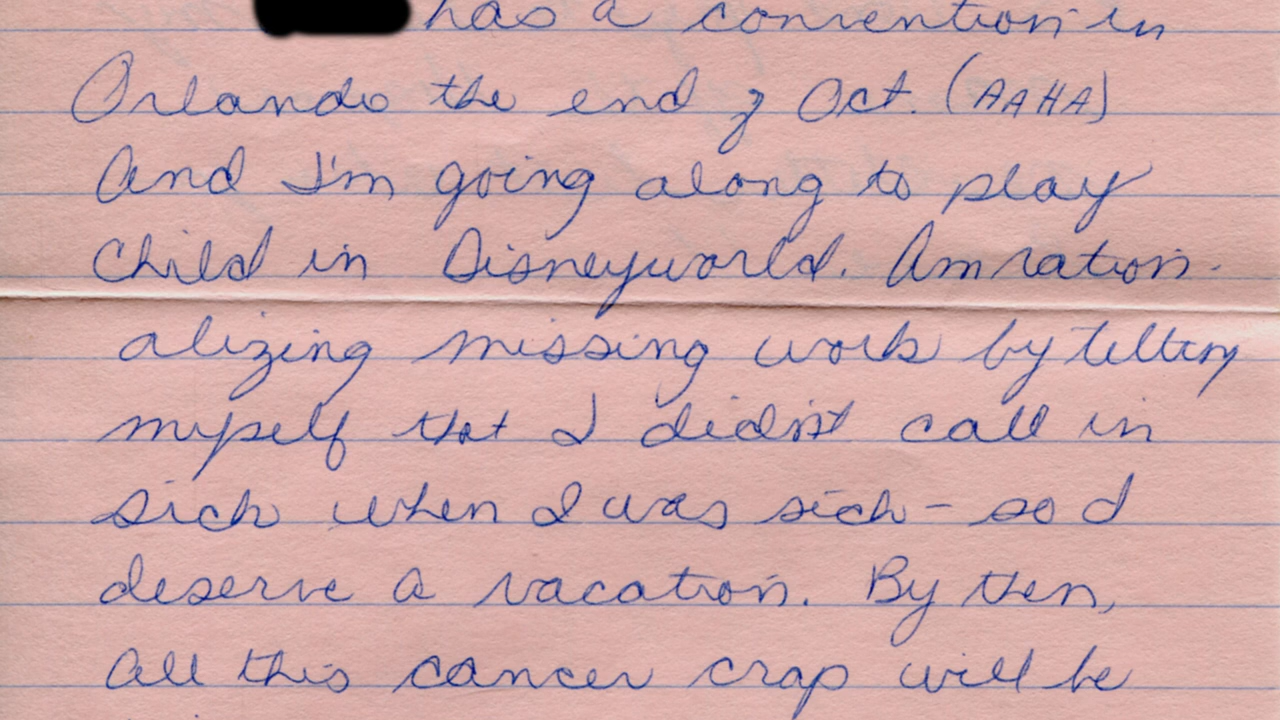 has a convention in
Orlando the end of Oct. (AAHA)
And I'm going along to play
child in Disneyworld. Am ration-
alizing missing work by telling
myself that I didn't call in
sick when I was sick - so I
deserve a vacation. By then,
all this cancer crap will be